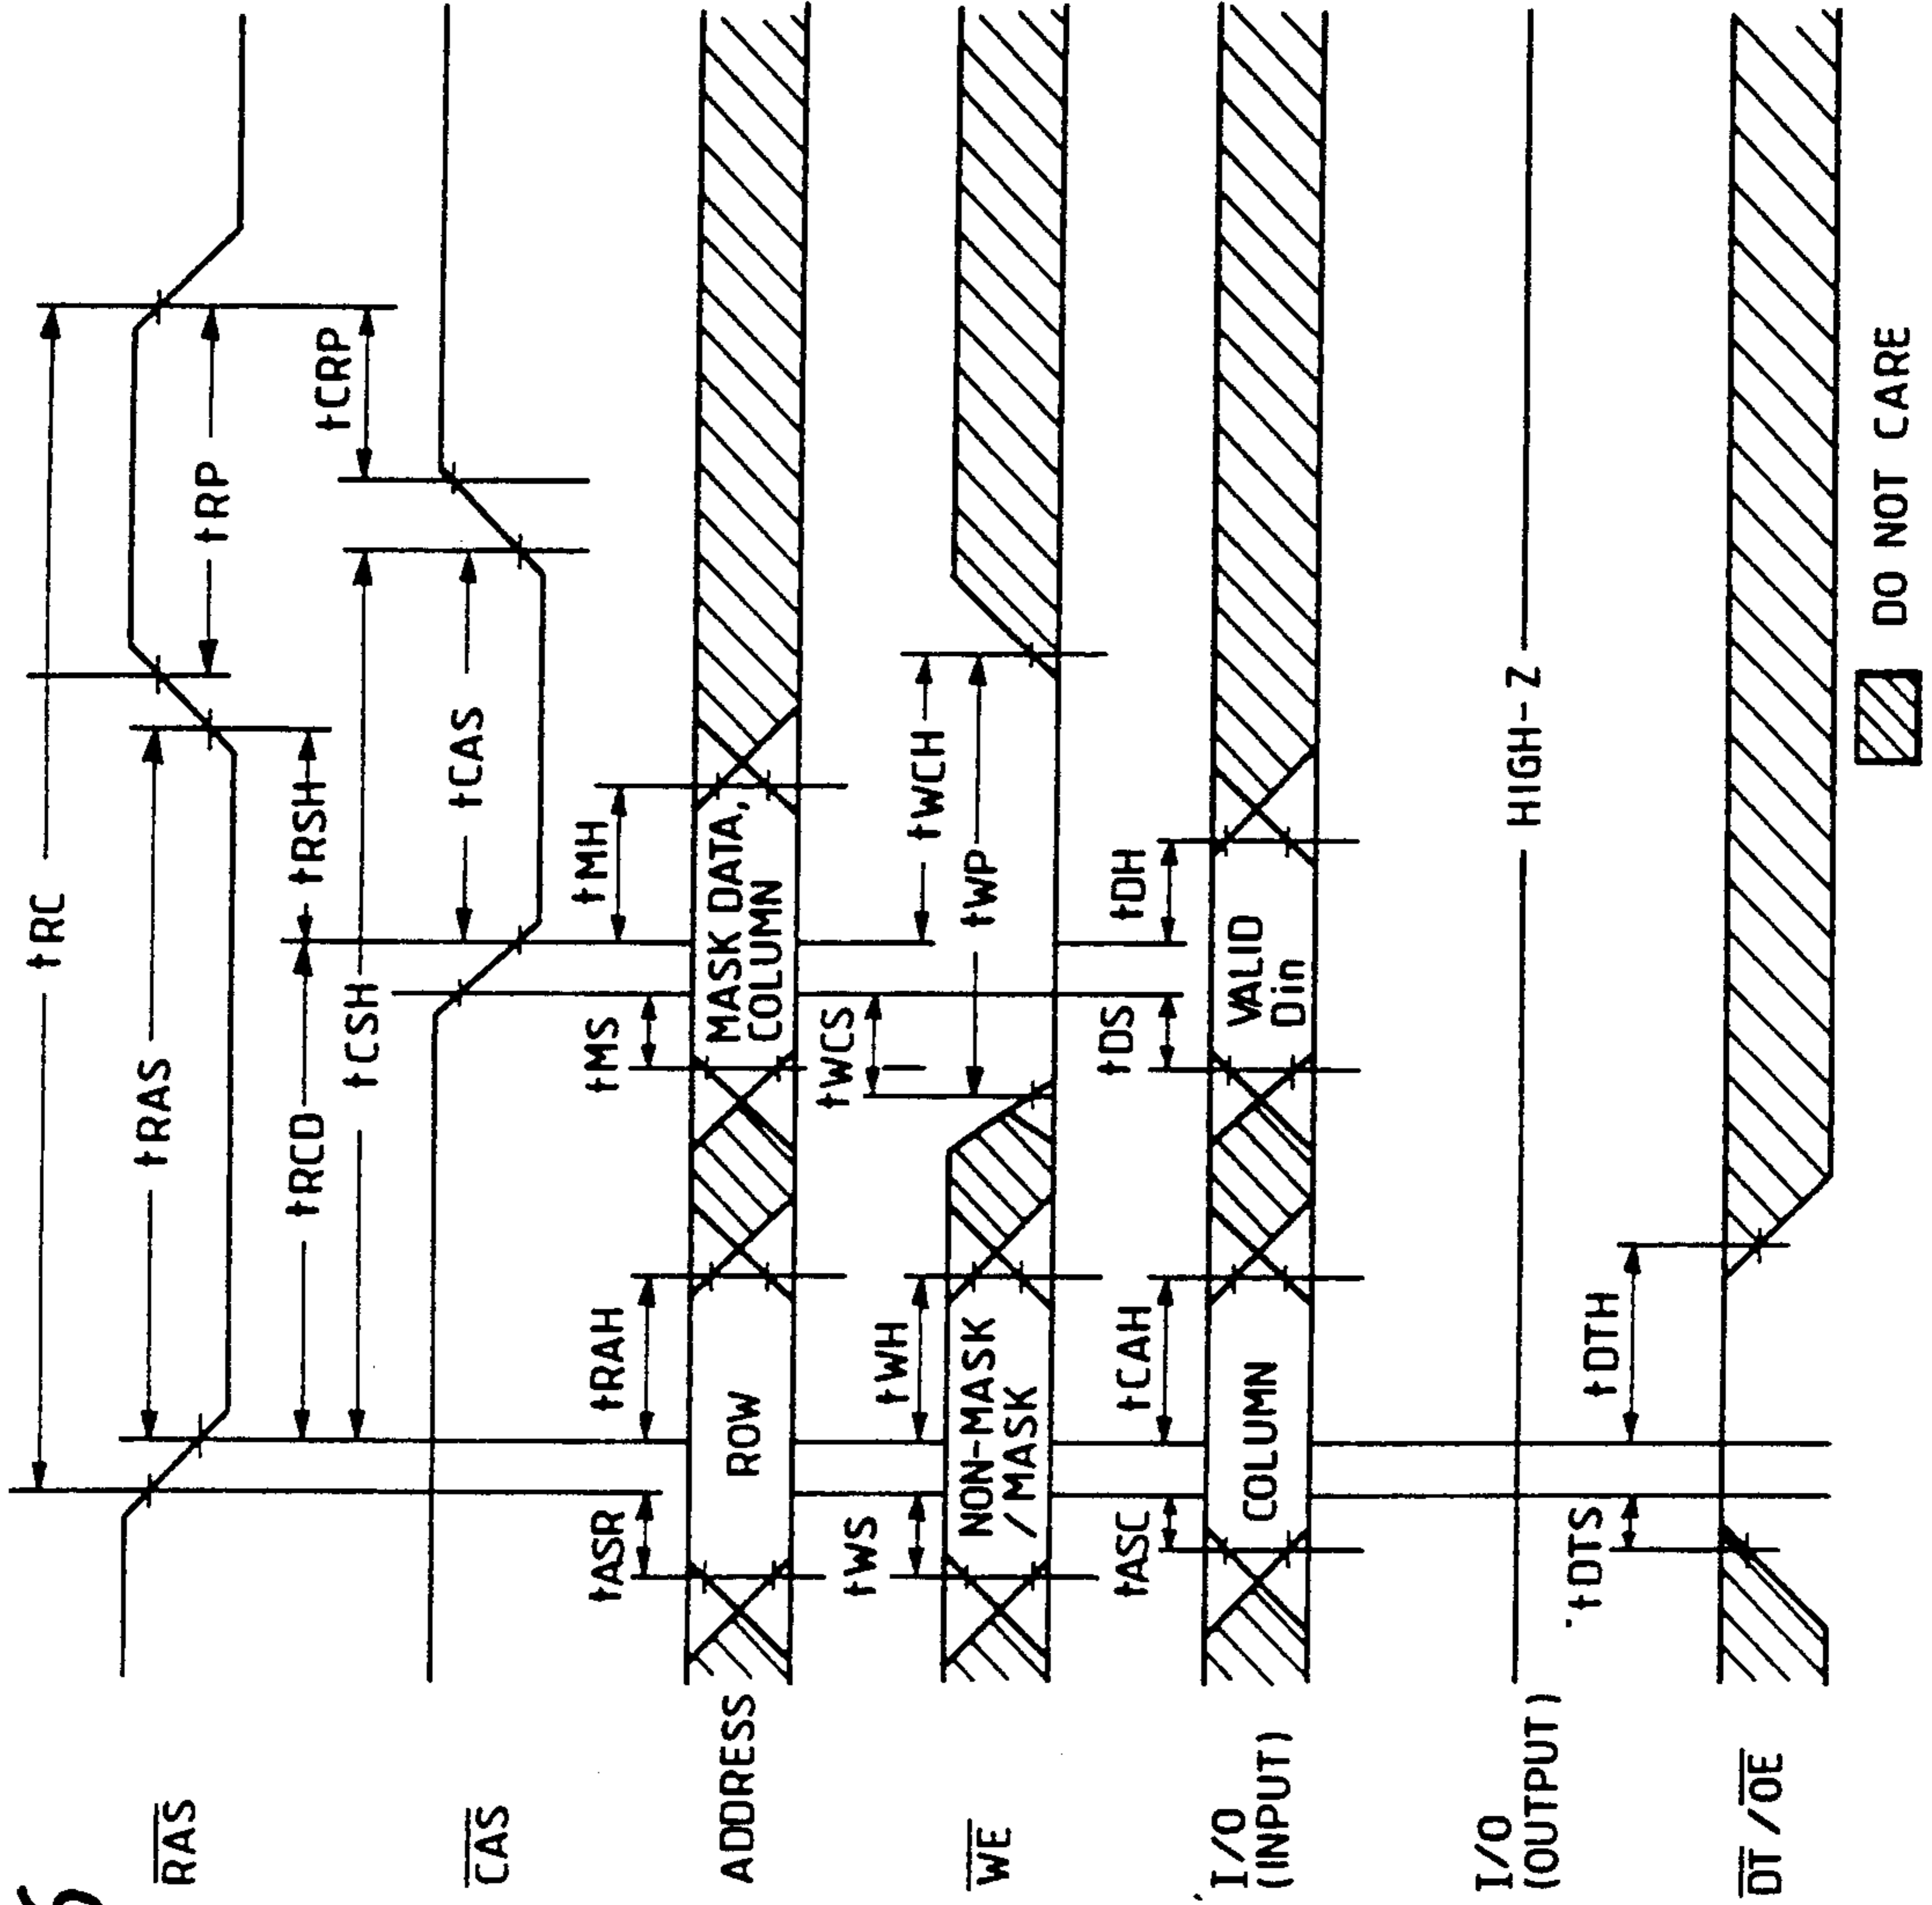 6
tRC
RAS
tRAS
tRP
tRCD
tRSH
tCRP
tCSH
CAS
tCAS
tASR
tRAH
tMS
tMH
ADDRESS
ROW
MASK DATA,
COLUMN
tWS
tWH
tWCS
tWCH
tWP
WE
NON-MASK
/MASK
tASC
tCAH
tDS
tDH
I/O
(INPUT)
COLUMN
VALID
Din
I/O
(OUTPUT)
HIGH-Z
tDTS
tDTH
DT/OE
DO NOT CARE